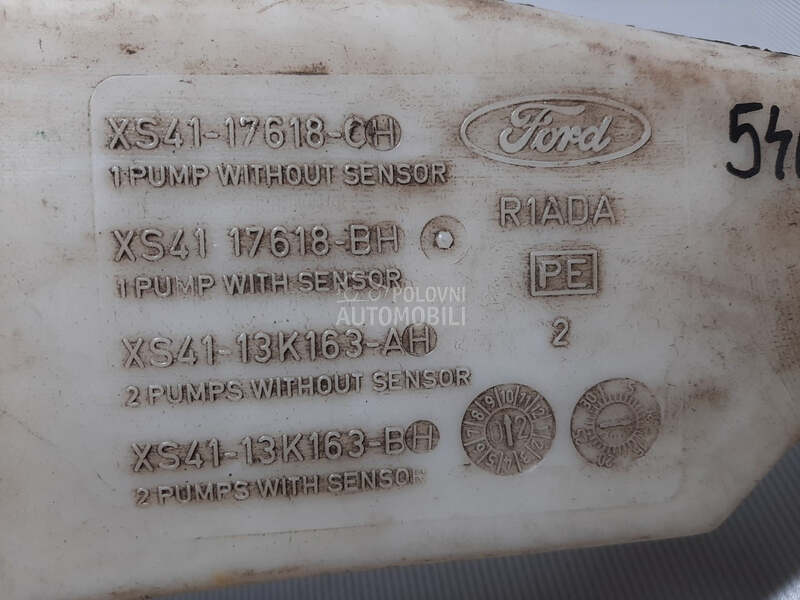 XS41-17618-CH
1 PUMP WITHOUT SENSOR
XS41 17618-BH
1 PUMP WITH SENSOR
XS41-13K163-AH
2 PUMPS WITHOUT SENSOR
XS41-13K163-BH
2 PUMPS WITH SENSOR
Ford
R1ADA
PE
2
POLOVNI
AUTOMOBILI